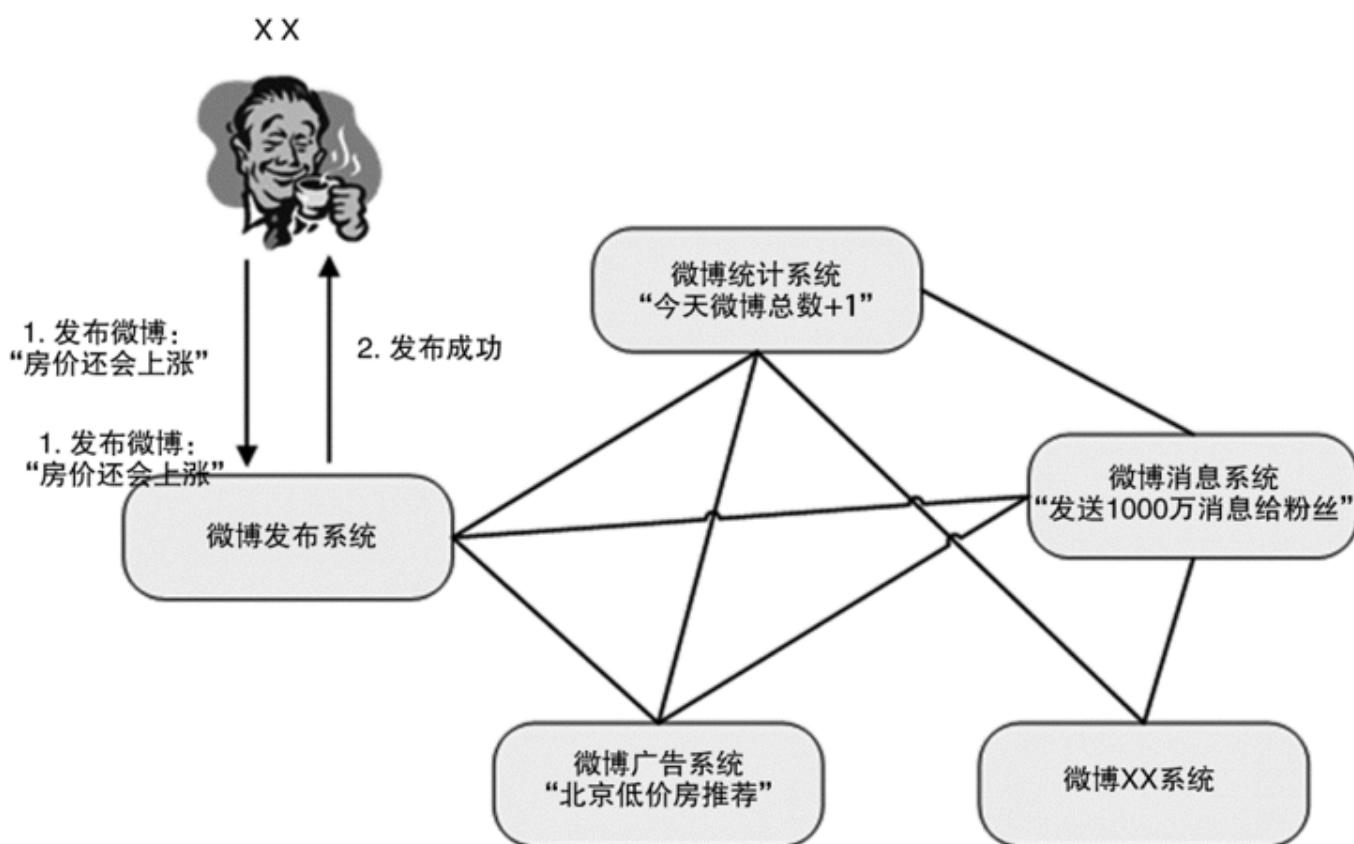 X X
1. 发布微博:
“房价还会上涨”
2. 发布成功
1. 发布微博:
“房价还会上涨”
微博发布系统
微博统计系统
“今天微博总数+1”
微博消息系统
“发送1000万消息给粉丝”
微博广告系统
“北京低价房推荐”
微博XX系统